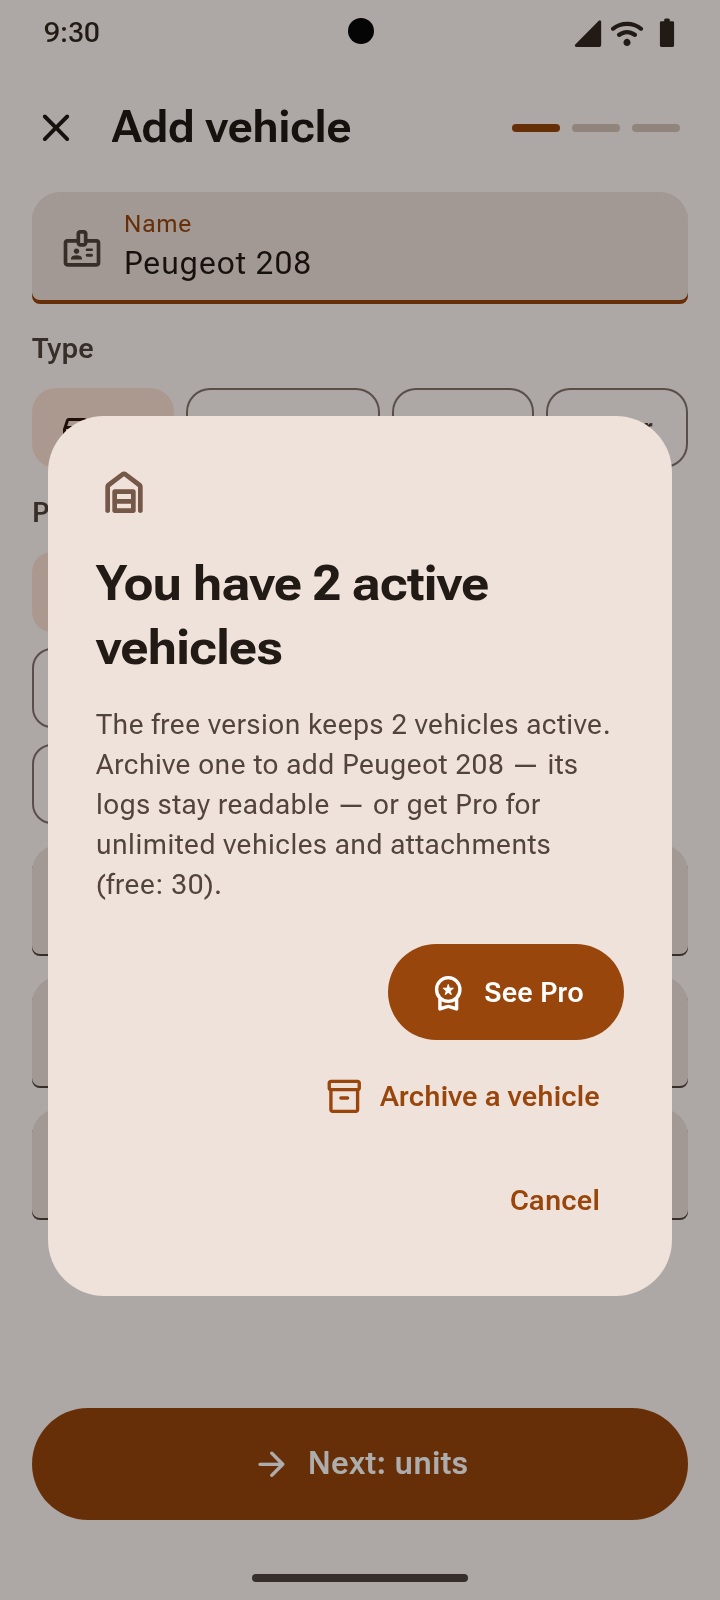 9:30
Add vehicle
Name
Peugeot 208
Type
You have 2 active
vehicles
The free version keeps 2 vehicles active.
Archive one to add Peugeot 208 — its
logs stay readable — or get Pro for
unlimited vehicles and attachments
(free: 30).
See Pro
Archive a vehicle
Cancel
Next: units